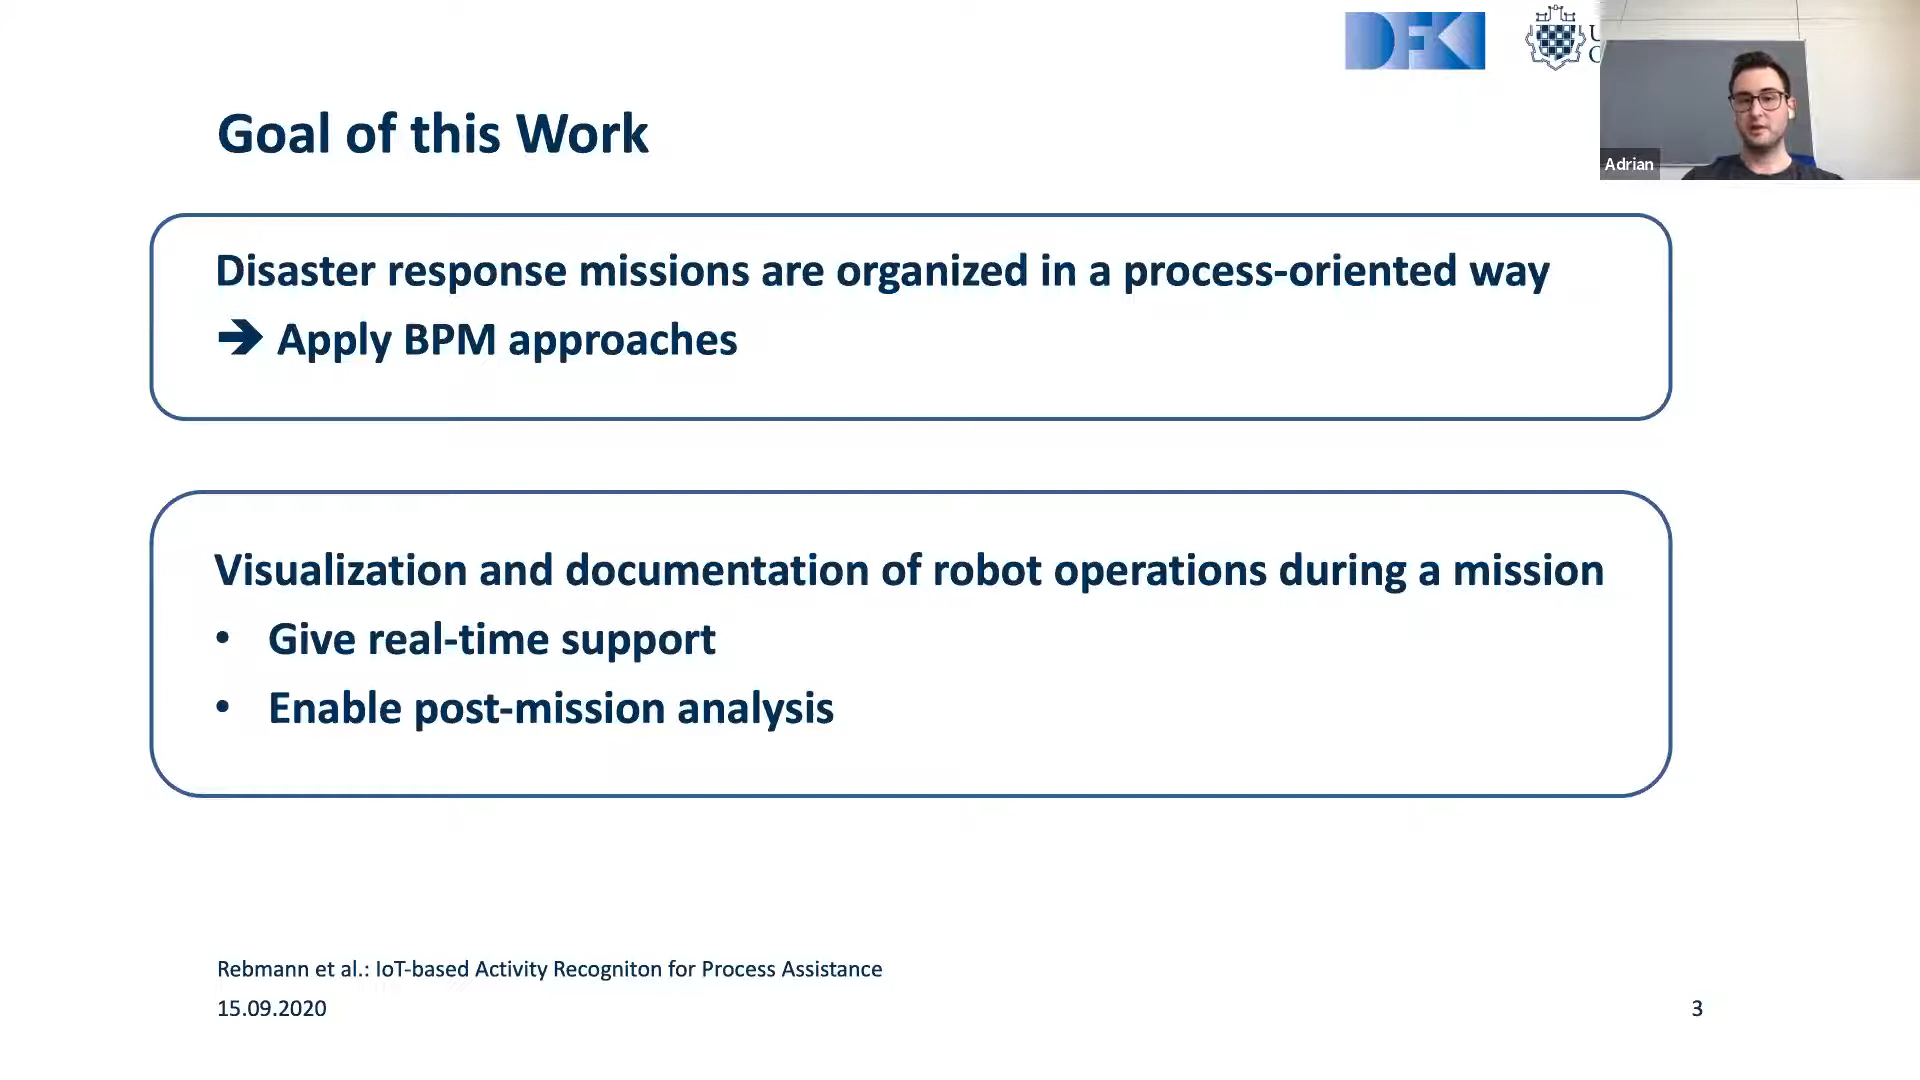 DFKI
Adrian
Goal of this Work
Disaster response missions are organized in a process-oriented way
➔ Apply BPM approaches
Visualization and documentation of robot operations during a mission
• Give real-time support
• Enable post-mission analysis
Rebmann et al.: IoT-based Activity Recogniton for Process Assistance
15.09.2020
3